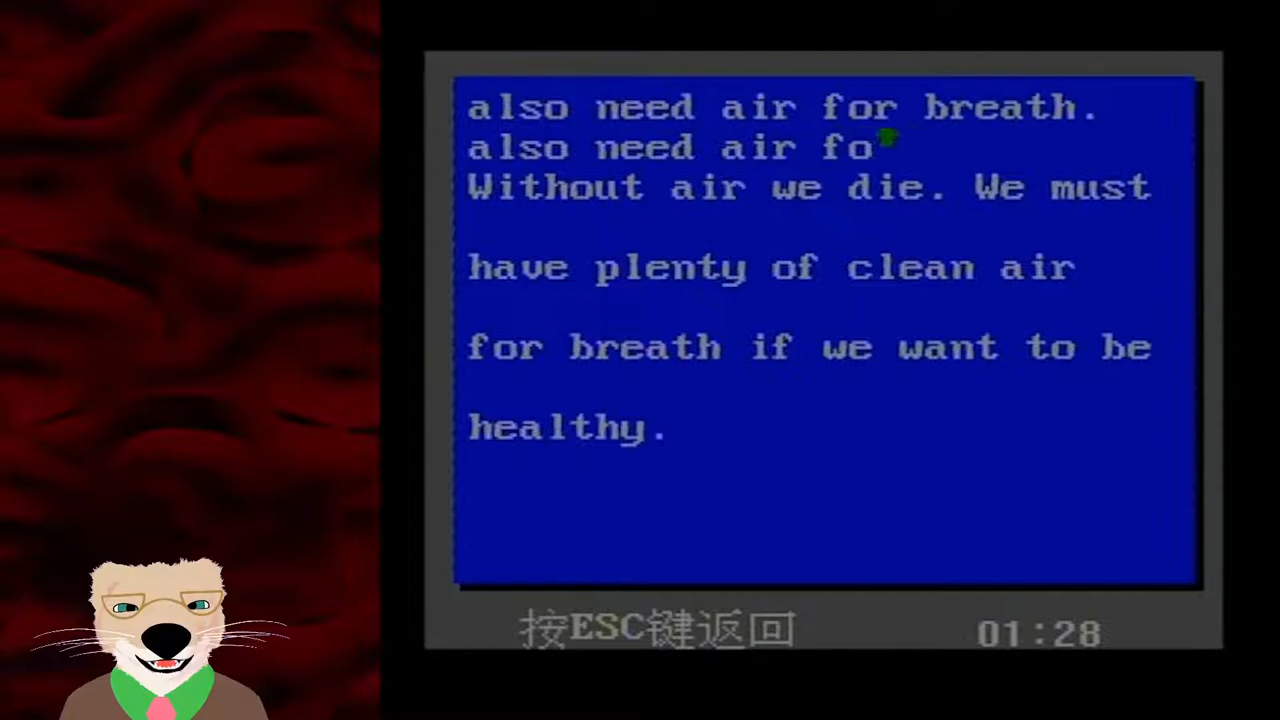 also need air for breath.
also need air fo
Without air we die. We must
have plenty of clean air
for breath if we want to be
healthy.
按ESC键返回
01:28